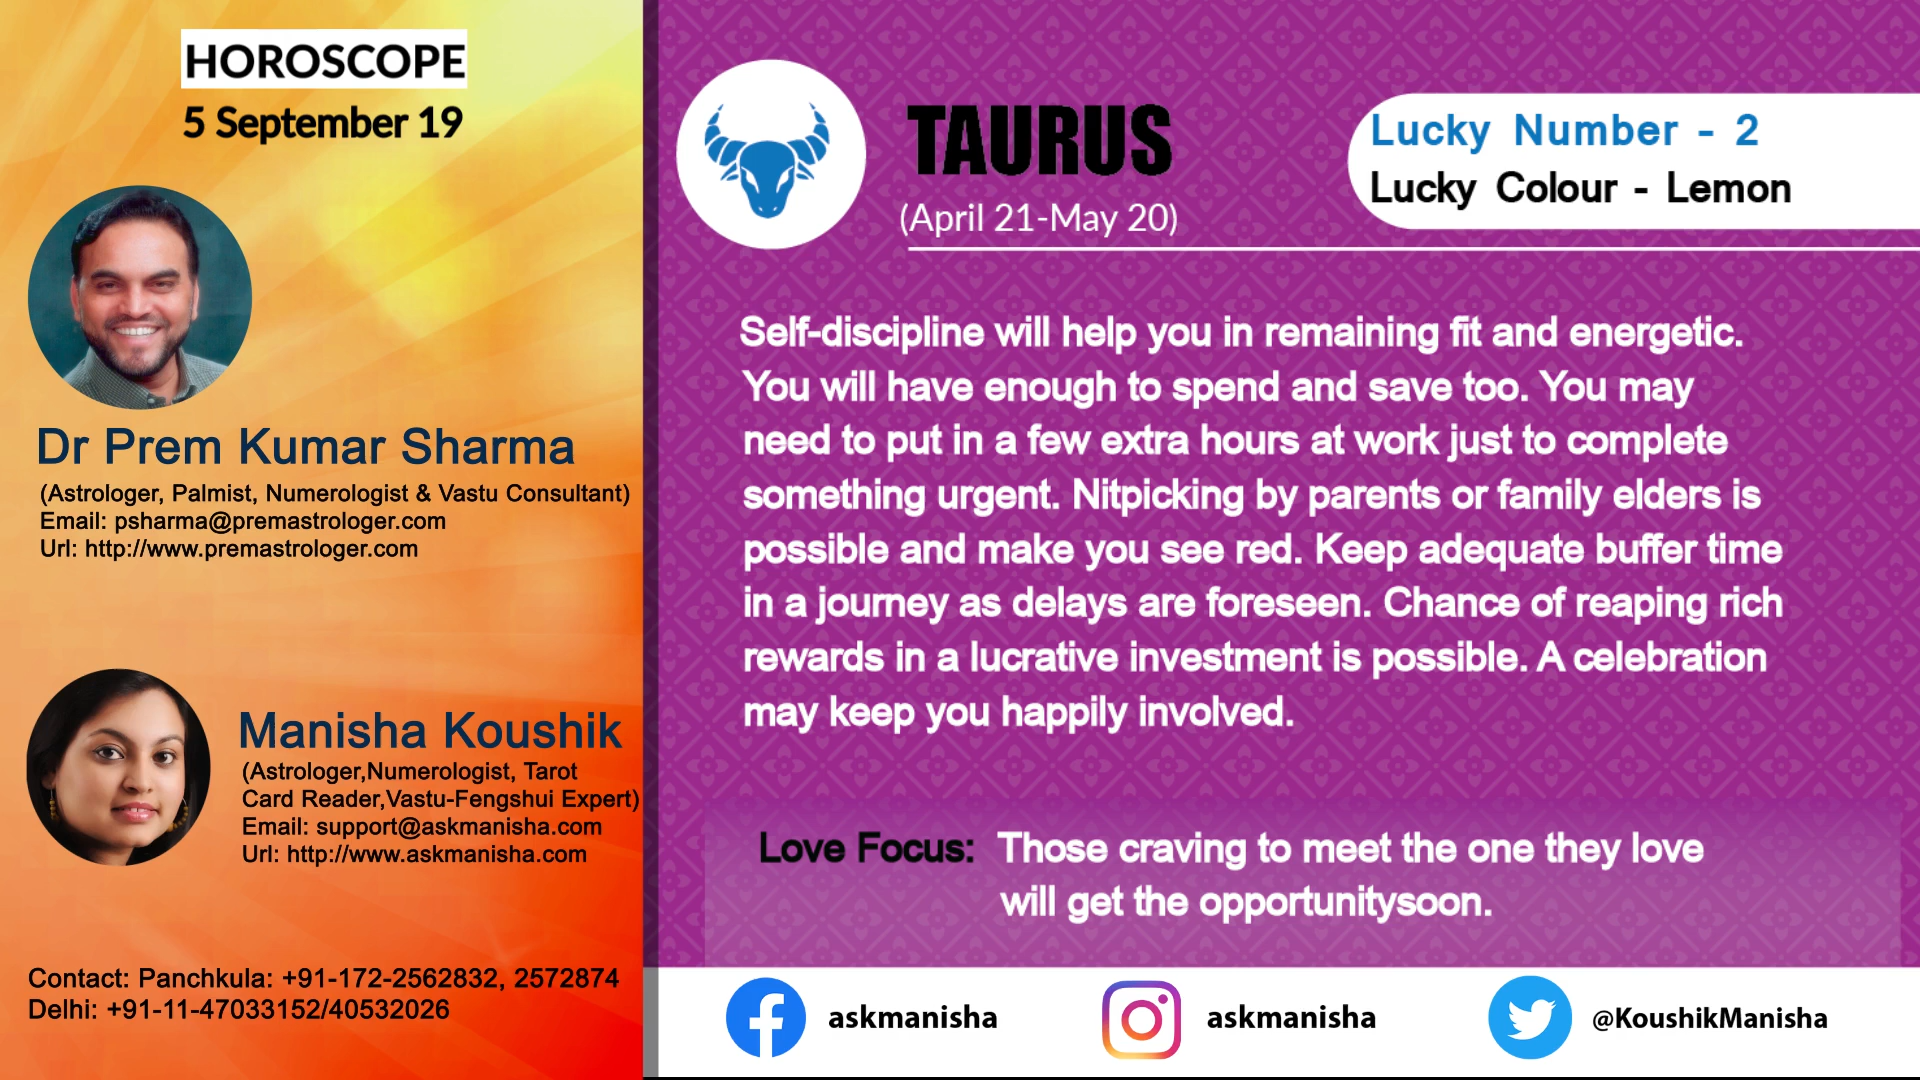 HOROSCOPE
5 September 19
Dr Prem Kumar Sharma
(Astrologer, Palmist, Numerologist & Vastu Consultant)
Email: psharma@premastrologer.com
Url: http://www.premastrologer.com
Manisha Koushik
(Astrologer,Numerologist, Tarot
Card Reader,Vastu-Fengshui Expert)
Email: support@askmanisha.com
Url: http://www.askmanisha.com
Contact: Panchkula: +91-172-2562832, 2572874
Delhi: +91-11-47033152/40532026
TAURUS
(April 21-May 20)
Lucky Number - 2
Lucky Colour - Lemon
Self-discipline will help you in remaining fit and energetic.
You will have enough to spend and save too. You may
need to put in a few extra hours at work just to complete
something urgent. Nitpicking by parents or family elders is
possible and make you see red. Keep adequate buffer time
in a journey as delays are foreseen. Chance of reaping rich
rewards in a lucrative investment is possible. A celebration
may keep you happily involved.
Love Focus: Those craving to meet the one they love
will get the opportunitysoon.
askmanisha
askmanisha
@KoushikManisha